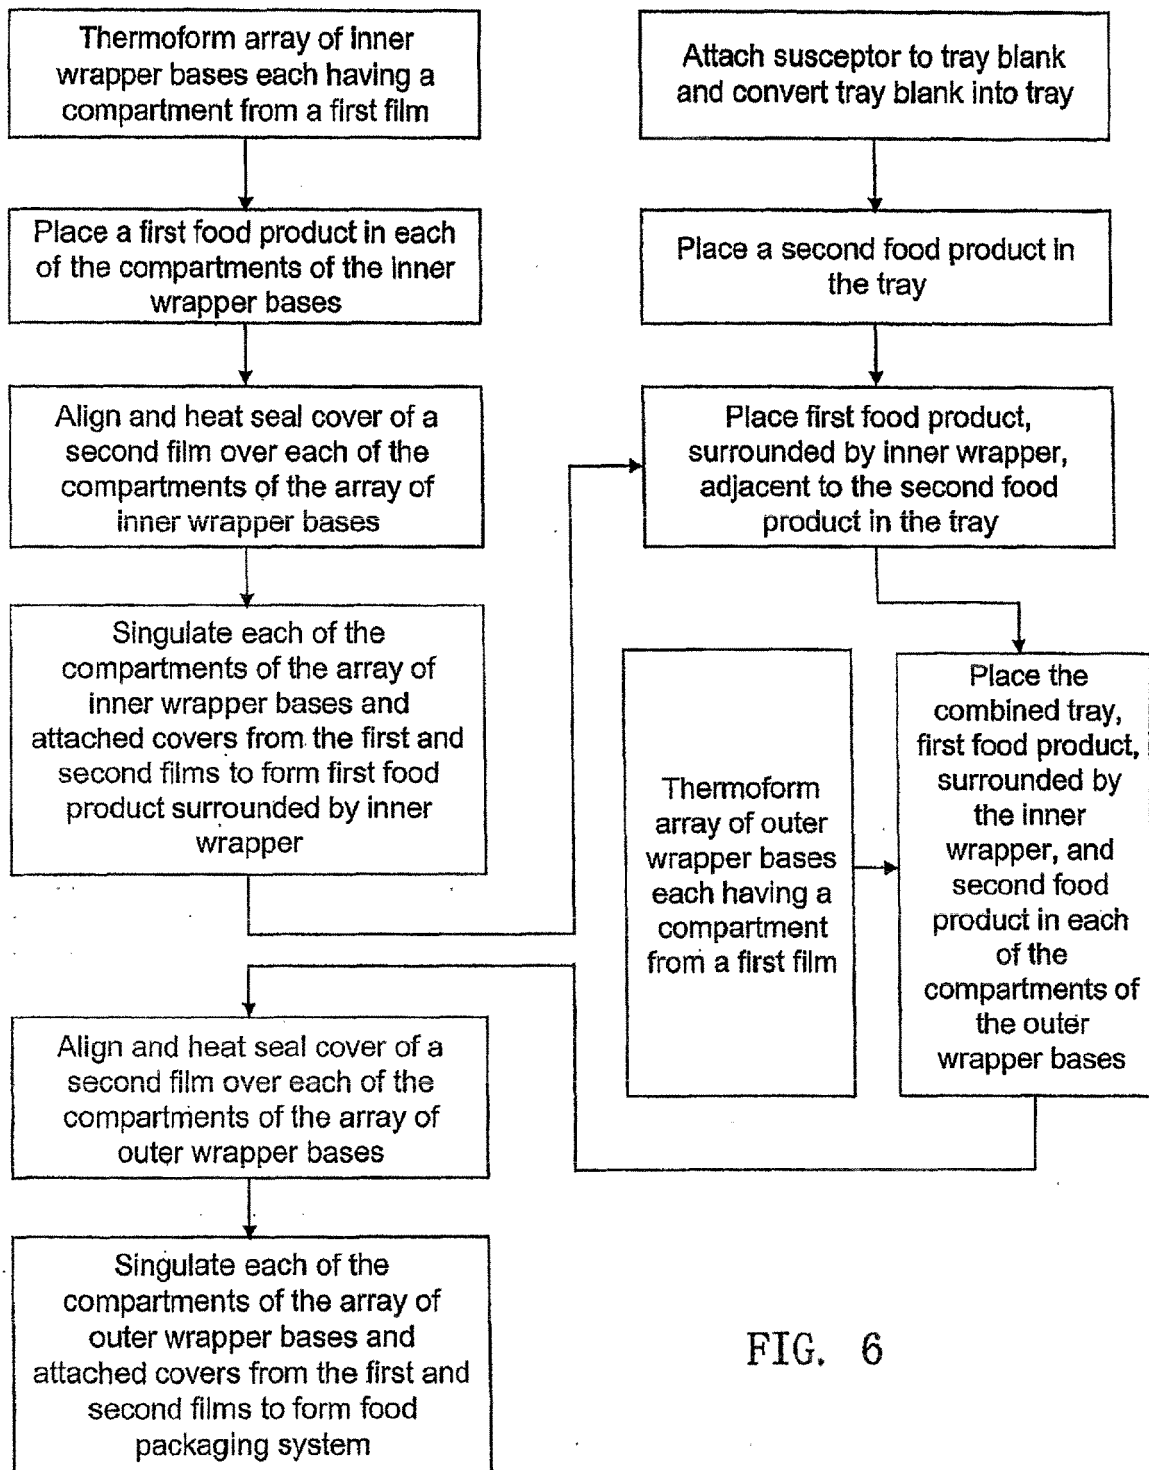 Thermoform array of inner
wrapper bases each having a
compartment from a first film
Place a first food product in each
of the compartments of the inner
wrapper bases
Align and heat seal cover of a
second film over each of the
compartments of the array of
inner wrapper bases
Singulate each of the
compartments of the array of
inner wrapper bases and
attached covers from the first and
second films to form first food
product surrounded by inner
wrapper
Attach susceptor to tray blank
and convert tray blank into tray
Place a second food product in
the tray
Place first food product,
surrounded by inner wrapper,
adjacent to the second food
product in the tray
Thermoform
array of outer
wrapper bases
each having a
compartment
from a first film
Place the
combined tray,
first food product,
surrounded by
the inner
wrapper, and
second food
product in each
of the
compartments of
the outer
wrapper bases
Align and heat seal cover of a
second film over each of the
compartments of the array of
outer wrapper bases
Singulate each of the
compartments of the array of
outer wrapper bases and
attached covers from the first and
second films to form food
packaging system
FIG. 6